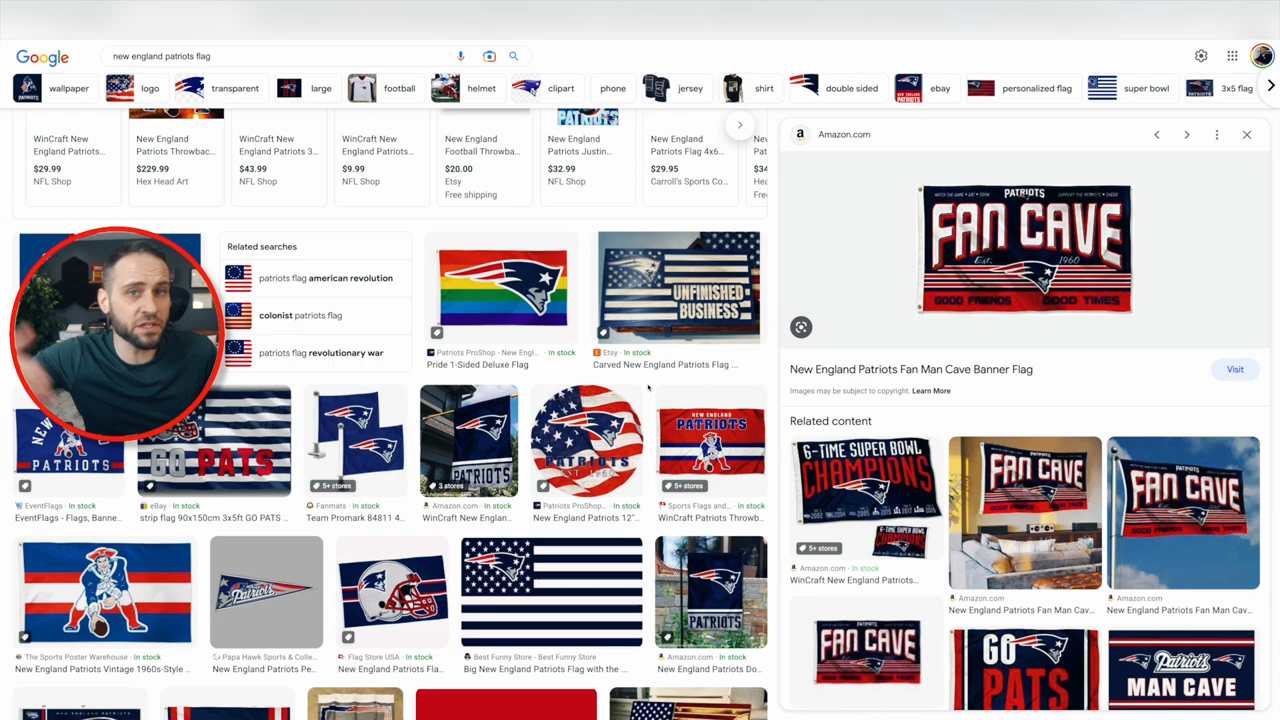 Google
new england patriots flag
wallpaper
logo
transparent
large
football
helmet
clipart
phone
jersey
shirt
double sided
ebay
personalized flag
super bowl
3x5 flag
WinCraft New
England Patriots...
$29.99
NFL Shop
New England
Patriots Throwbac...
$229.99
Hex Head Art
WinCraft New
England Patriots 3...
$43.99
NFL Shop
WinCraft New
England Patriots...
$9.99
NFL Shop
New England
Football Throwba...
$20.00
Etsy
Free shipping
New England
Patriots Justin...
$32.99
NFL Shop
New England
Patriots Flag 4x6...
$29.95
Carroll's Sports Co...
New
Pat
$34
Related searches
patriots flag american revolution
colonist patriots flag
patriots flag revolutionary war
Patriots ProShop - New Engl... · In stock
Pride 1-Sided Deluxe Flag
UNFINISHED
BUSINESS
Etsy · In stock
Carved New England Patriots Flag ...
PATRIOTS
EventFlags · In stock
EventFlags - Flags, Banne...
GO PATS
eBay · In stock
strip flag 90x150cm 3x5ft GO PATS ...
5+ stores
Fanmats · In stock
Team Promark 84811 4...
PATRIOTS
3 stores
Amazon.com · In stock
WinCraft New Englan...
PATRIOTS
EST. 1960
Patriots ProShop... · In stock
New England Patriots 12"...
NEW ENGLAND
PATRIOTS
5+ stores
Sports Flags and... · In stock
WinCraft Patriots Throwb...
The Sports Poster Warehouse · In stock
New England Patriots Vintage 1960s-Style ...
Patriots
Papa Hawk Sports & Colle...
New England Patriots Pe...
Flag Store USA · In stock
New England Patriots Fla...
Best Funny Store - Best Funny Store
Big New England Patriots Flag with the ...
PATRIOTS
Amazon.com · In stock
New England Patriots Do...
Amazon.com
PATRIOTS
FAN CAVE
Est. 1960
GOOD FRIENDS GOOD TIMES
New England Patriots Fan Man Cave Banner Flag
Visit
Images may be subject to copyright. Learn More
Related content
6-TIME SUPER BOWL
CHAMPIONS
5+ stores
Amazon.com · In stock
WinCraft New England Patriots...
FAN CAVE
Amazon.com
New England Patriots Fan Man Cav...
FAN CAVE
Amazon.com
New England Patriots Fan Man Cav...
FAN CAVE
GO
PATS
Patriots
MAN CAVE